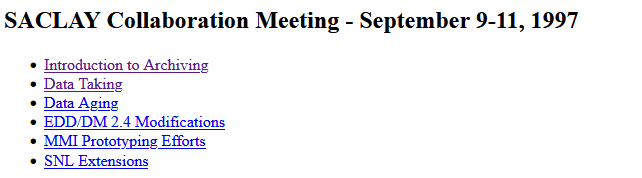 SACLAY Collaboration Meeting - September 9-11, 1997
Introduction to Archiving
Data Taking
Data Aging
EDD/DM 2.4 Modifications
MMI Prototyping Efforts
SNL Extensions